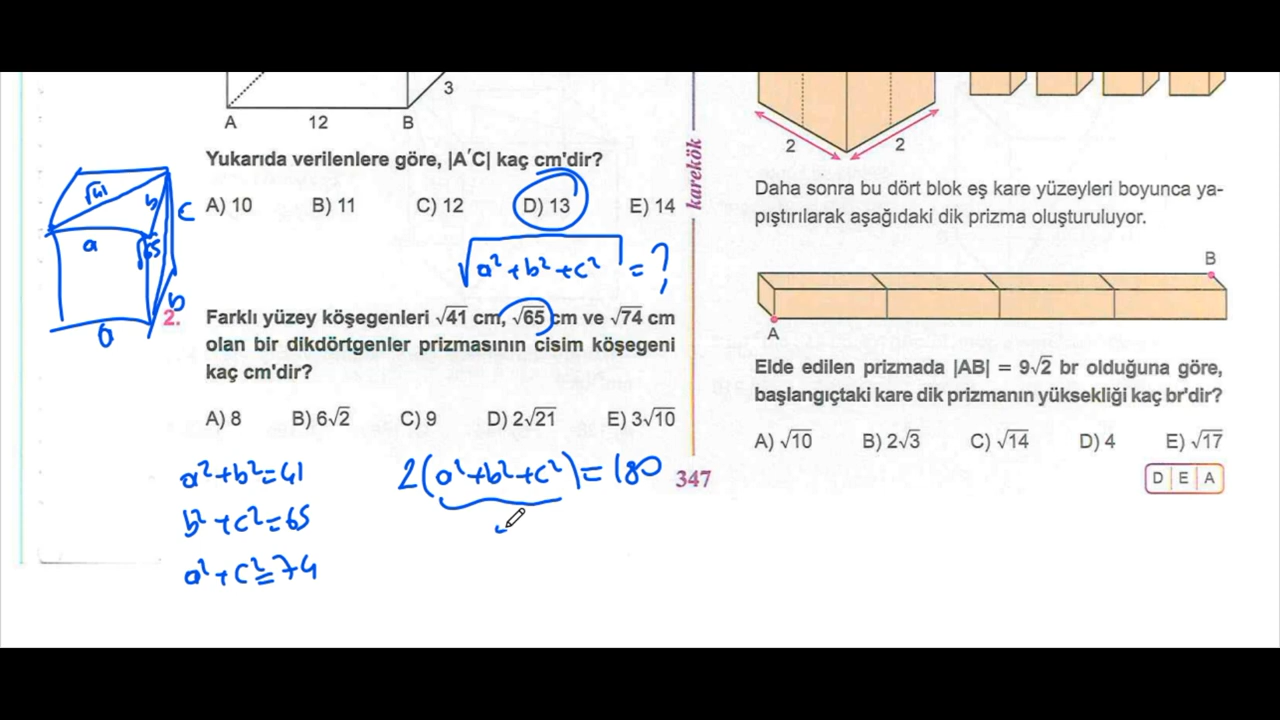 3
A 12 B
Yukarıda verilenlere göre, |A'C| kaç cm'dir?
A) 10 B) 11 C) 12 D) 13 E) 14
√(a²+b²+c²) = ?
√41
b
c
a
√65
b
a
2. Farklı yüzey köşegenleri √41 cm, √65 cm ve √74 cm
olan bir dikdörtgenler prizmasının cisim köşegeni
kaç cm'dir?
A) 8 B) 6√2 C) 9 D) 2√21 E) 3√10
a²+b²=41
b²+c²=65
a²+c²=74
2(a²+b²+c²)=180
karekök
347
2 2
Daha sonra bu dört blok eş kare yüzeyleri boyunca ya-
pıştırılarak aşağıdaki dik prizma oluşturuluyor.
B
A
Elde edilen prizmada |AB| = 9√2 br olduğuna göre,
başlangıçtaki kare dik prizmanın yüksekliği kaç br'dir?
A) √10 B) 2√3 C) √14 D) 4 E) √17
D E A